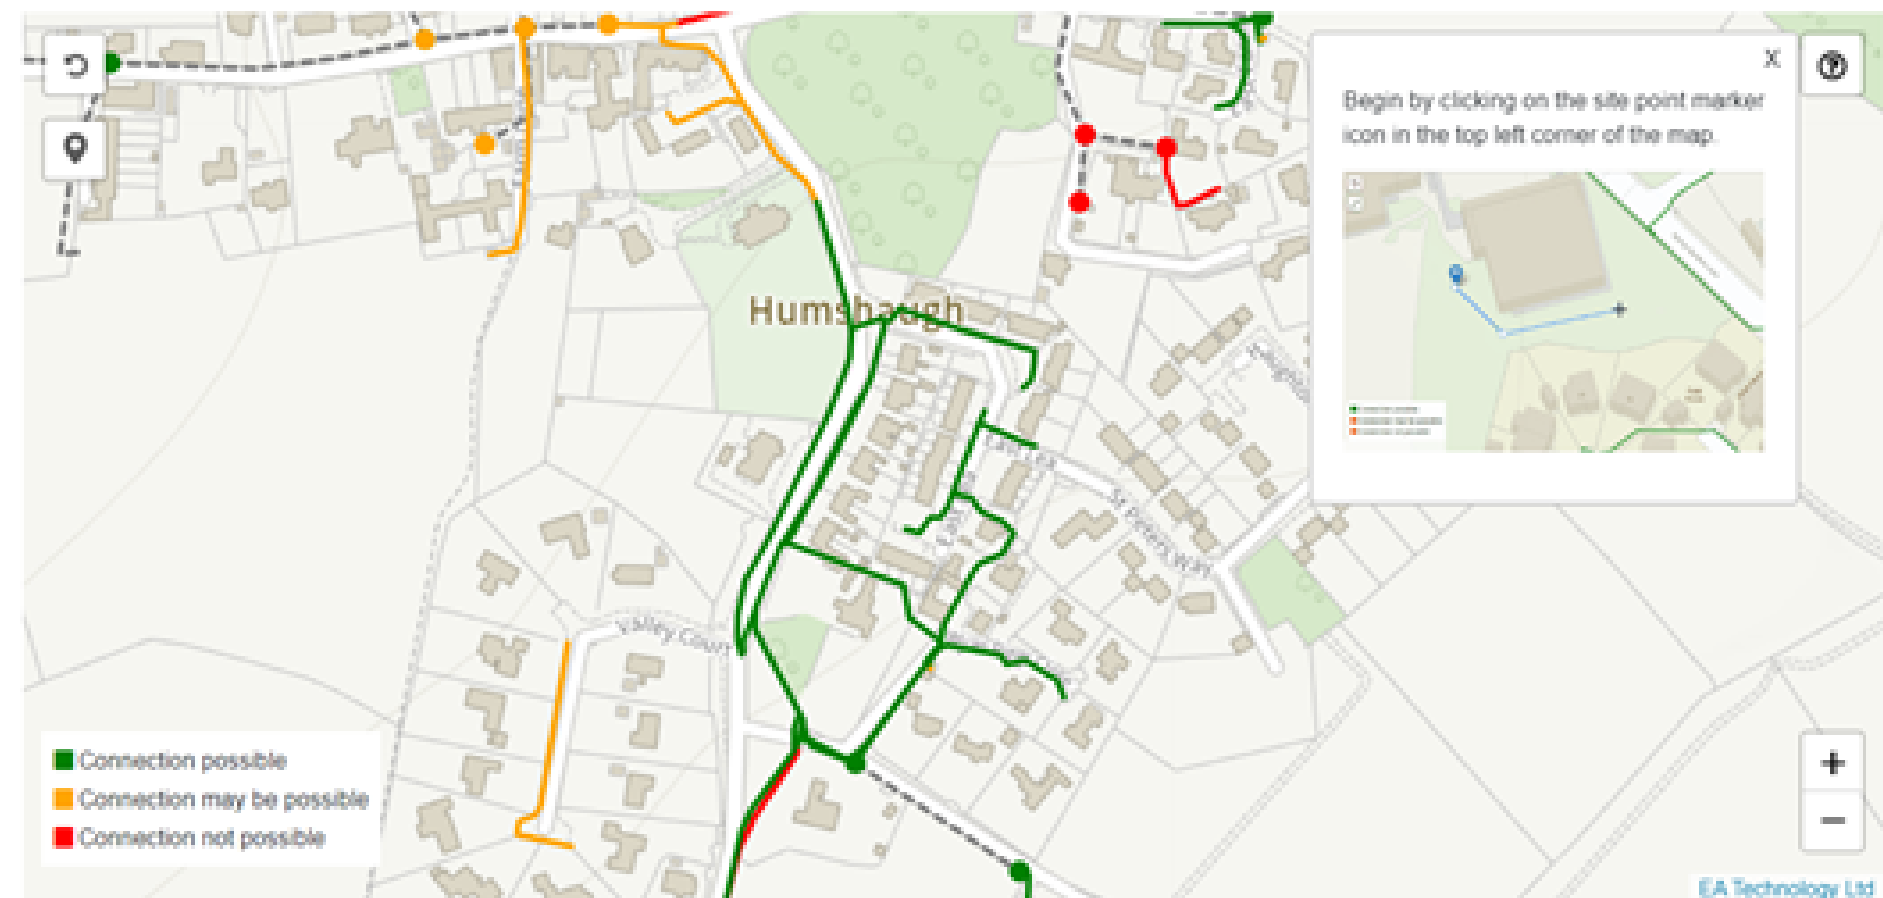 X
Begin by clicking on the site point marker
icon in the top left corner of the map.
Humshaugh
St Peters Way
Valley Court
Connection possible
Connection may be possible
Connection not possible
+
−
EA Technology Ltd